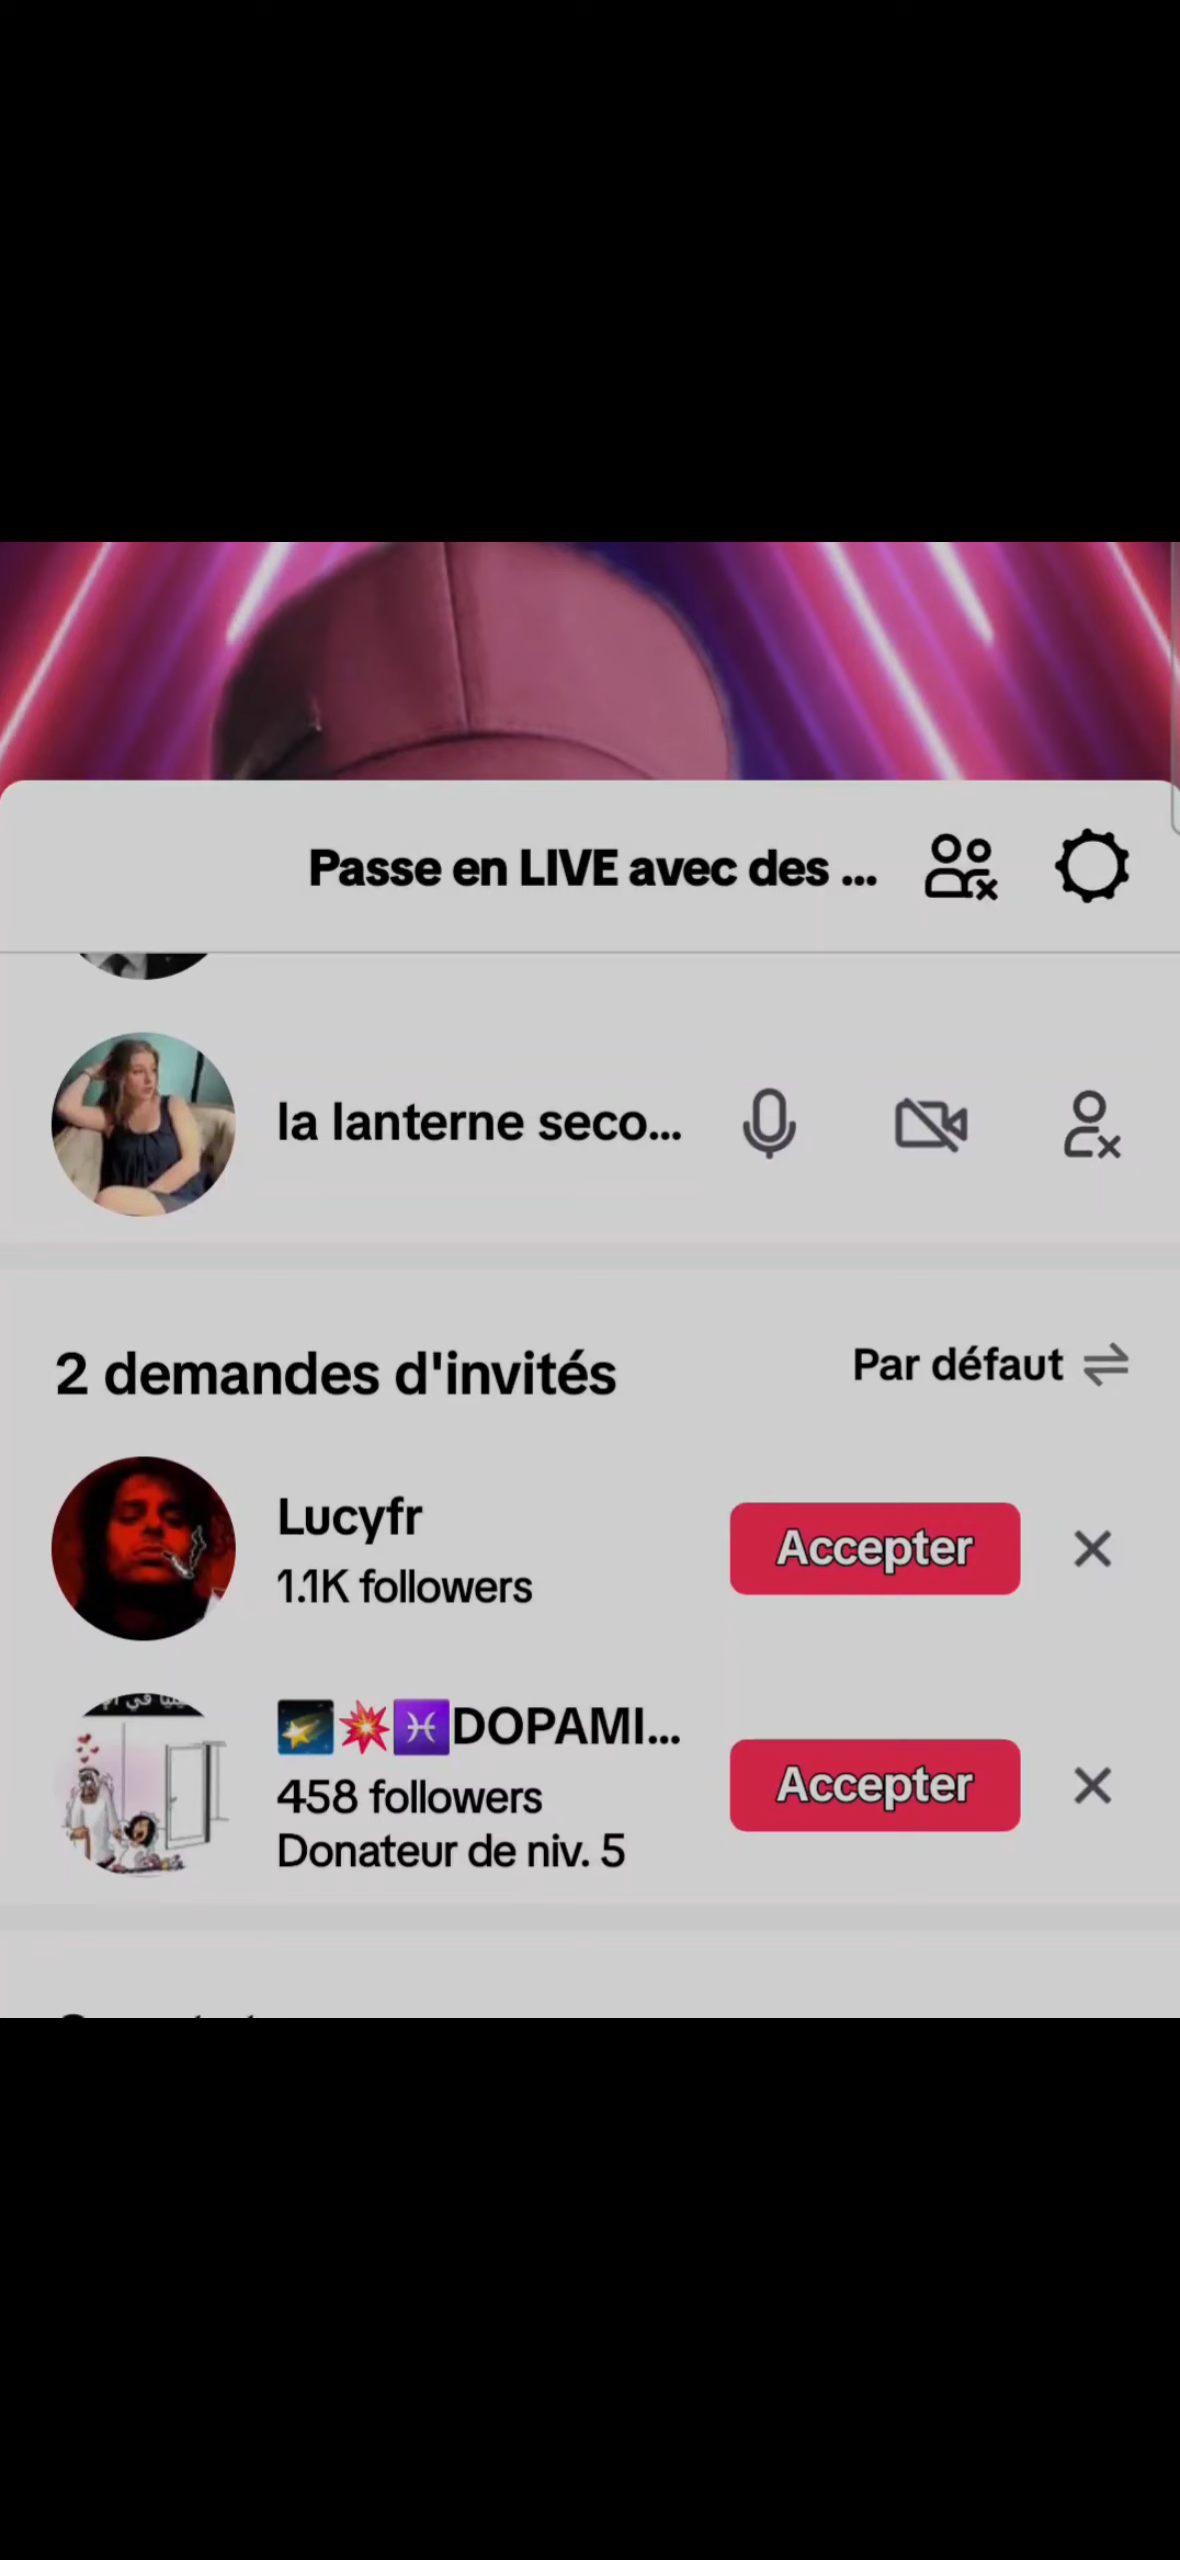 Passe en LIVE avec des ...
la lanterne seco...
2 demandes d'invités
Par défaut
Lucyfr
1.1K followers
Accepter
🌠💥♓DOPAMI...
458 followers
Donateur de niv. 5
Accepter